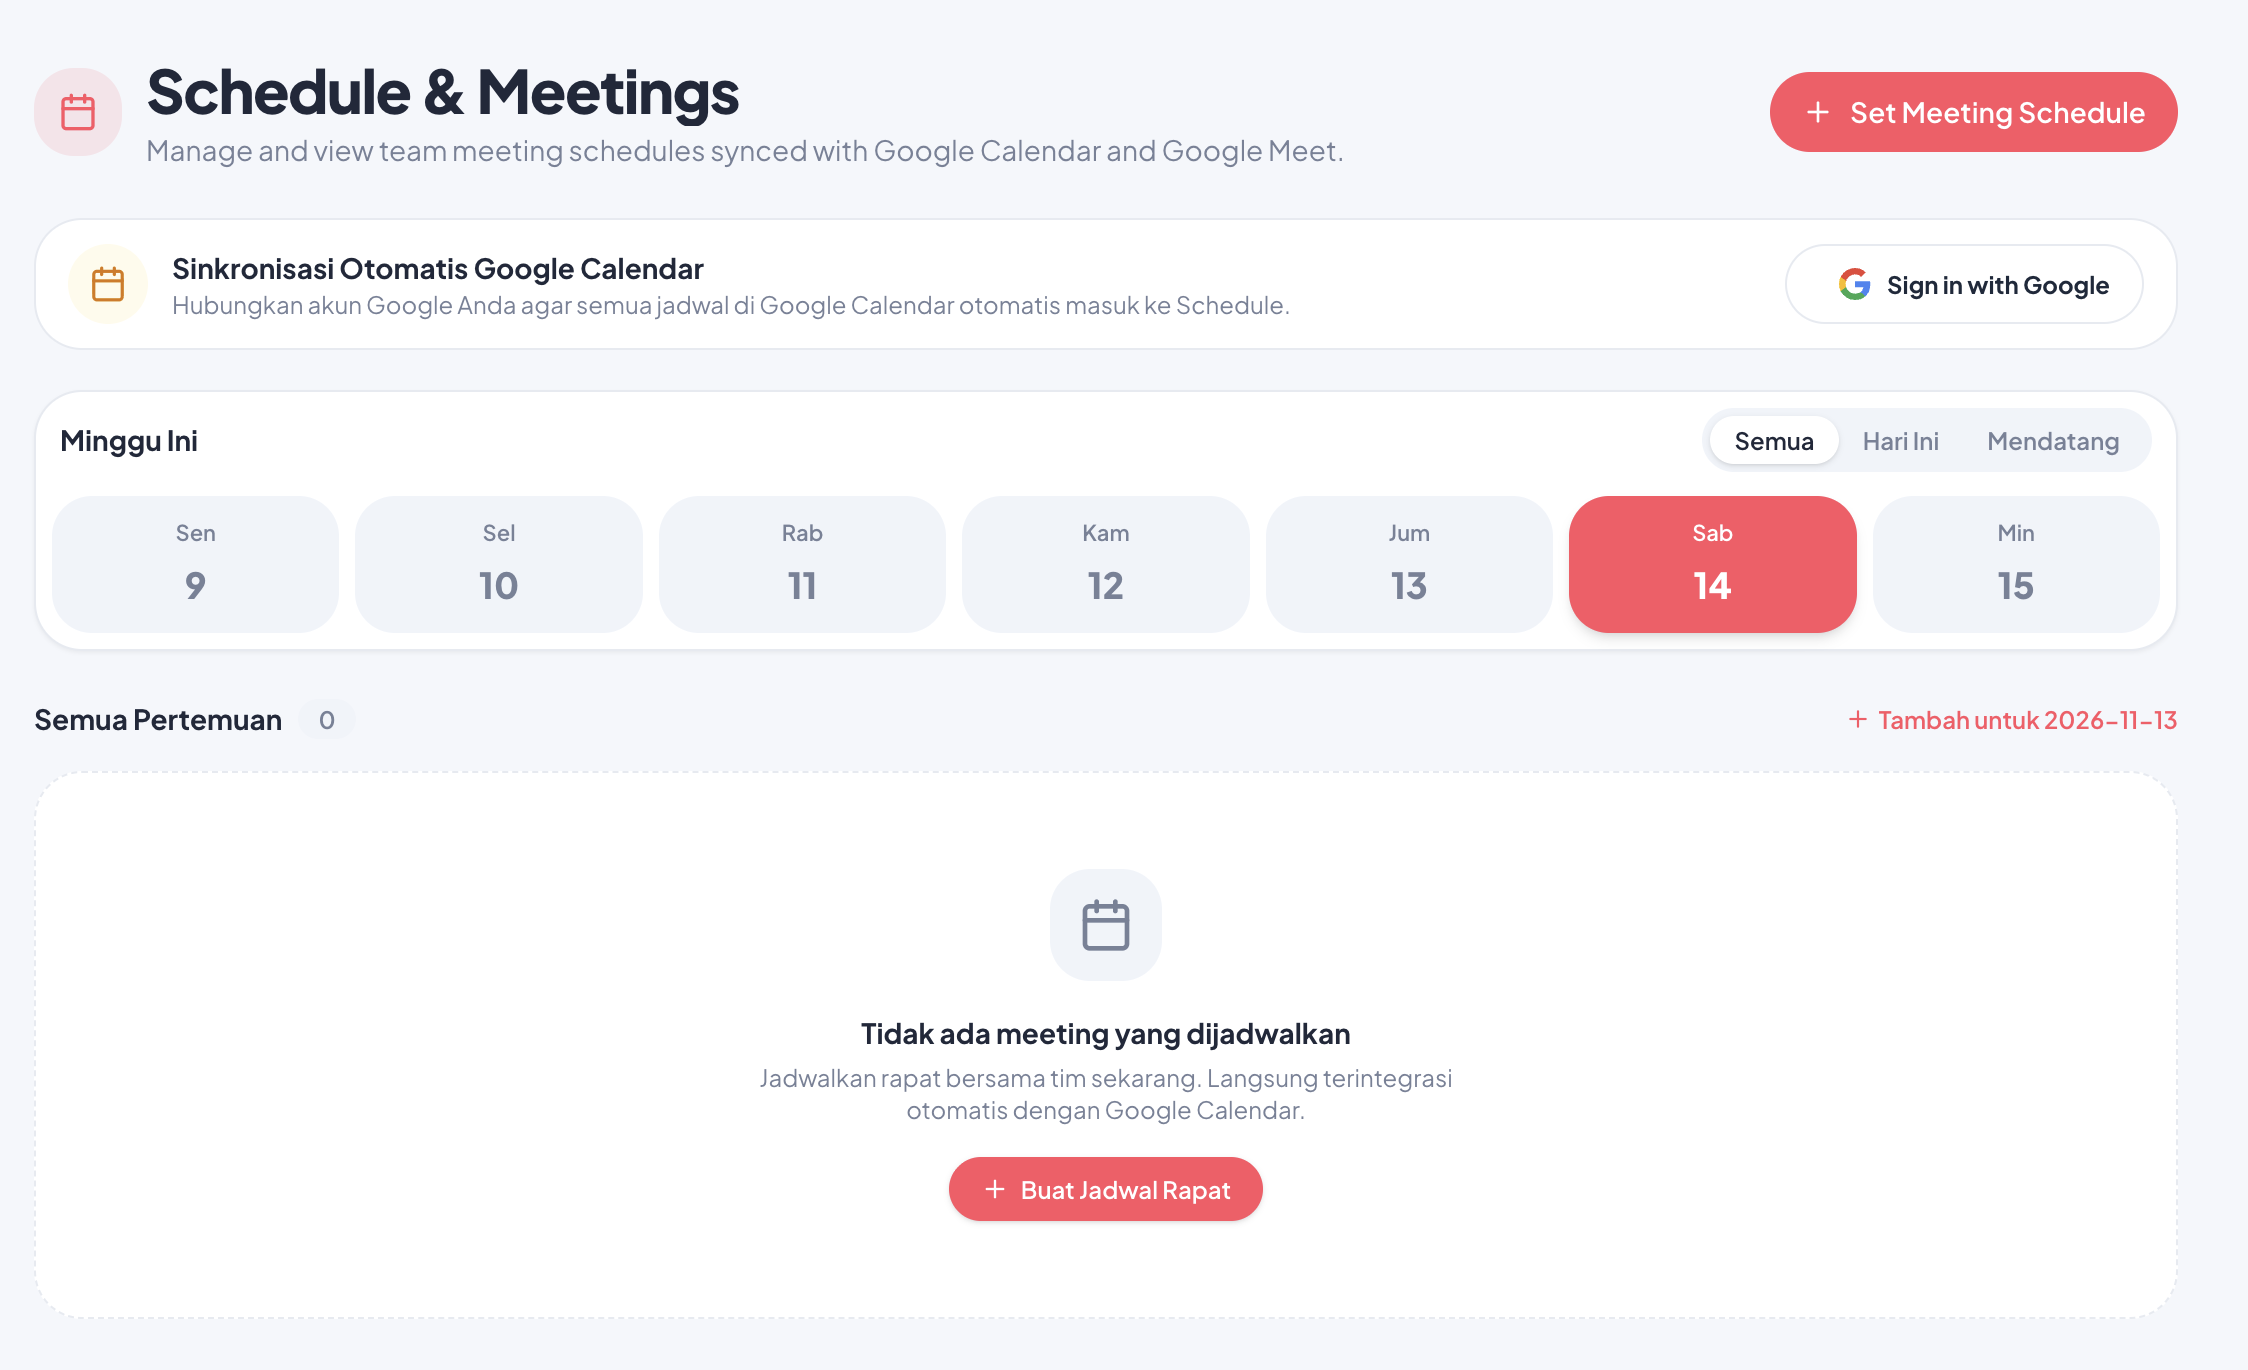 Schedule & Meetings
Manage and view team meeting schedules synced with Google Calendar and Google Meet.
+ Set Meeting Schedule
Sinkronisasi Otomatis Google Calendar
Hubungkan akun Google Anda agar semua jadwal di Google Calendar otomatis masuk ke Schedule.
Sign in with Google
Minggu Ini
Semua Hari Ini Mendatang
Sen Sel Rab Kam Jum Sab Min
9 10 11 12 13 14 15
Semua Pertemuan 0
+ Tambah untuk 2026-11-13
Tidak ada meeting yang dijadwalkan
Jadwalkan rapat bersama tim sekarang. Langsung terintegrasi
otomatis dengan Google Calendar.
+ Buat Jadwal Rapat